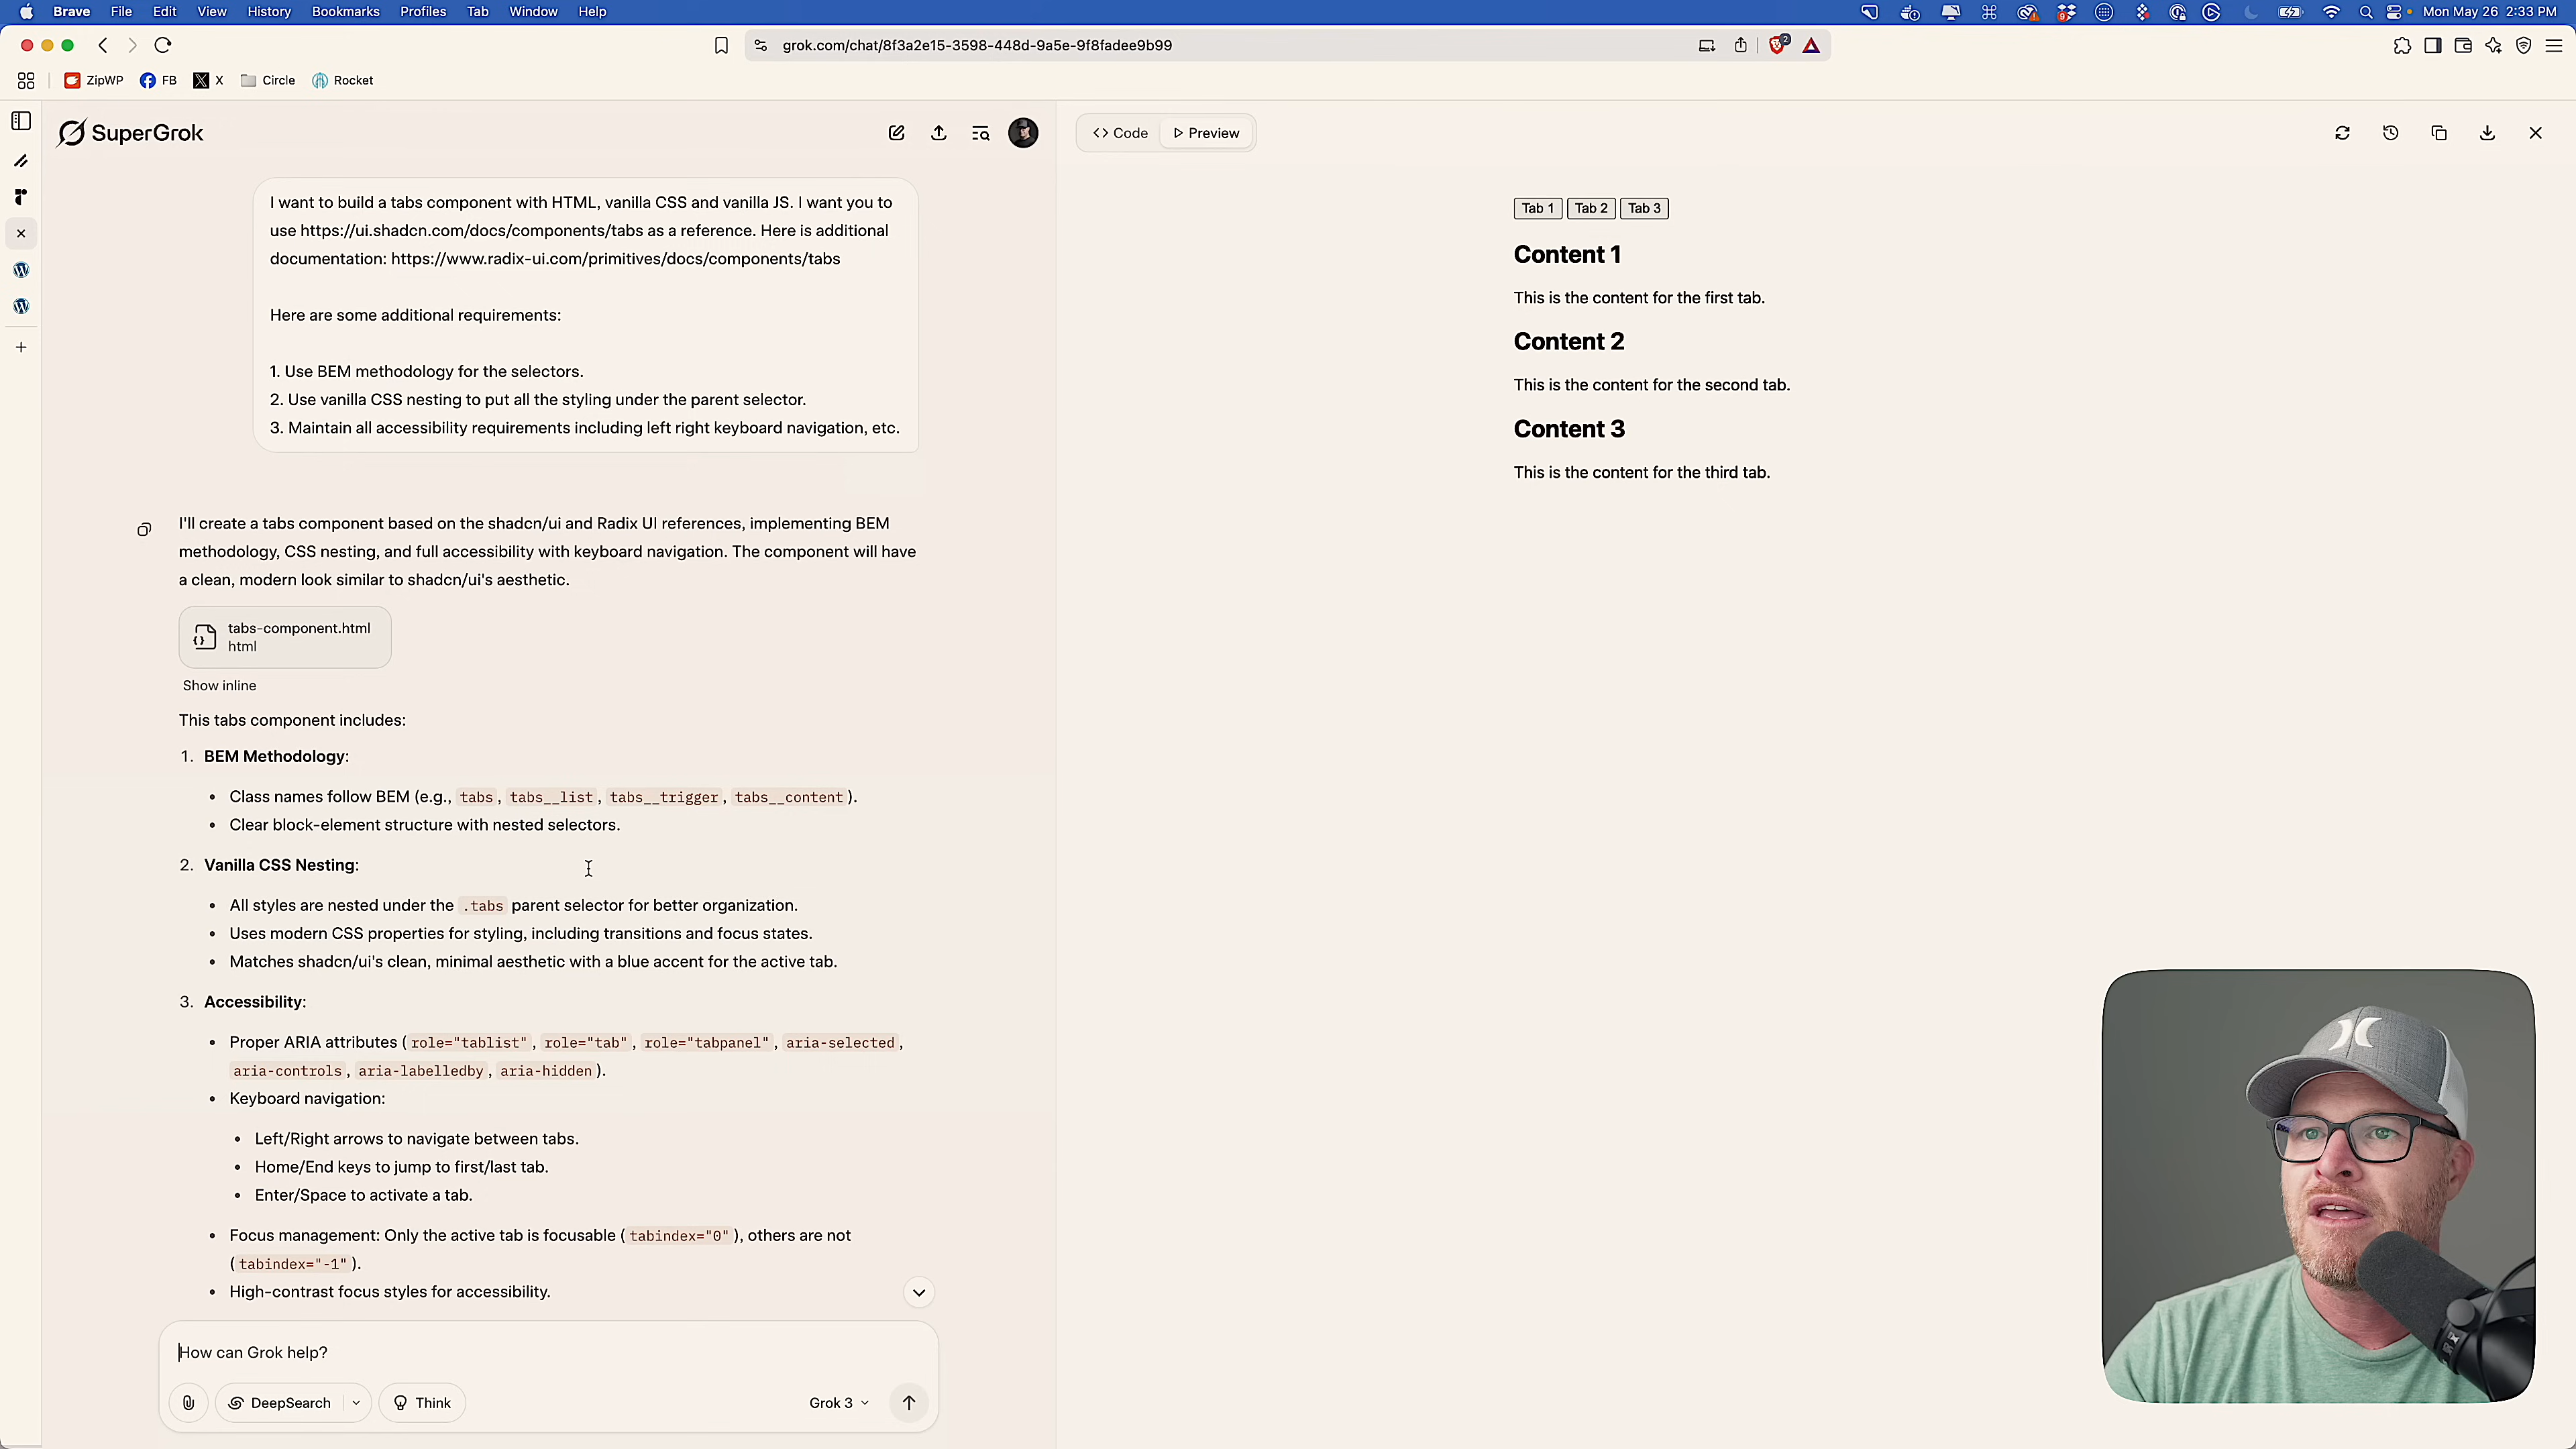 Brave File Edit View History Bookmarks Profiles Tab Window Help
9
Mon May 26 2:33 PM
grok.com/chat/8f3a2e15-3598-448d-9a5e-9f8fadee9b99
2
ZipWP FB X Circle Rocket
SuperGrok
I want to build a tabs component with HTML, vanilla CSS and vanilla JS. I want you to
use https://ui.shadcn.com/docs/components/tabs as a reference. Here is additional
documentation: https://www.radix-ui.com/primitives/docs/components/tabs
Here are some additional requirements:
1. Use BEM methodology for the selectors.
2. Use vanilla CSS nesting to put all the styling under the parent selector.
3. Maintain all accessibility requirements including left right keyboard navigation, etc.
I'll create a tabs component based on the shadcn/ui and Radix UI references, implementing BEM
methodology, CSS nesting, and full accessibility with keyboard navigation. The component will have
a clean, modern look similar to shadcn/ui's aesthetic.
tabs-component.html
html
Show inline
This tabs component includes:
1. BEM Methodology:
• Class names follow BEM (e.g., tabs, tabs__list, tabs__trigger, tabs__content).
• Clear block-element structure with nested selectors.
2. Vanilla CSS Nesting:
• All styles are nested under the .tabs parent selector for better organization.
• Uses modern CSS properties for styling, including transitions and focus states.
• Matches shadcn/ui's clean, minimal aesthetic with a blue accent for the active tab.
3. Accessibility:
• Proper ARIA attributes (role="tablist", role="tab", role="tabpanel", aria-selected,
aria-controls, aria-labelledby, aria-hidden).
• Keyboard navigation:
• Left/Right arrows to navigate between tabs.
• Home/End keys to jump to first/last tab.
• Enter/Space to activate a tab.
• Focus management: Only the active tab is focusable (tabindex="0"), others are not
(tabindex="-1").
• High-contrast focus styles for accessibility.
How can Grok help?
DeepSearch Think Grok 3
Code Preview
Tab 1 Tab 2 Tab 3
Content 1
This is the content for the first tab.
Content 2
This is the content for the second tab.
Content 3
This is the content for the third tab.